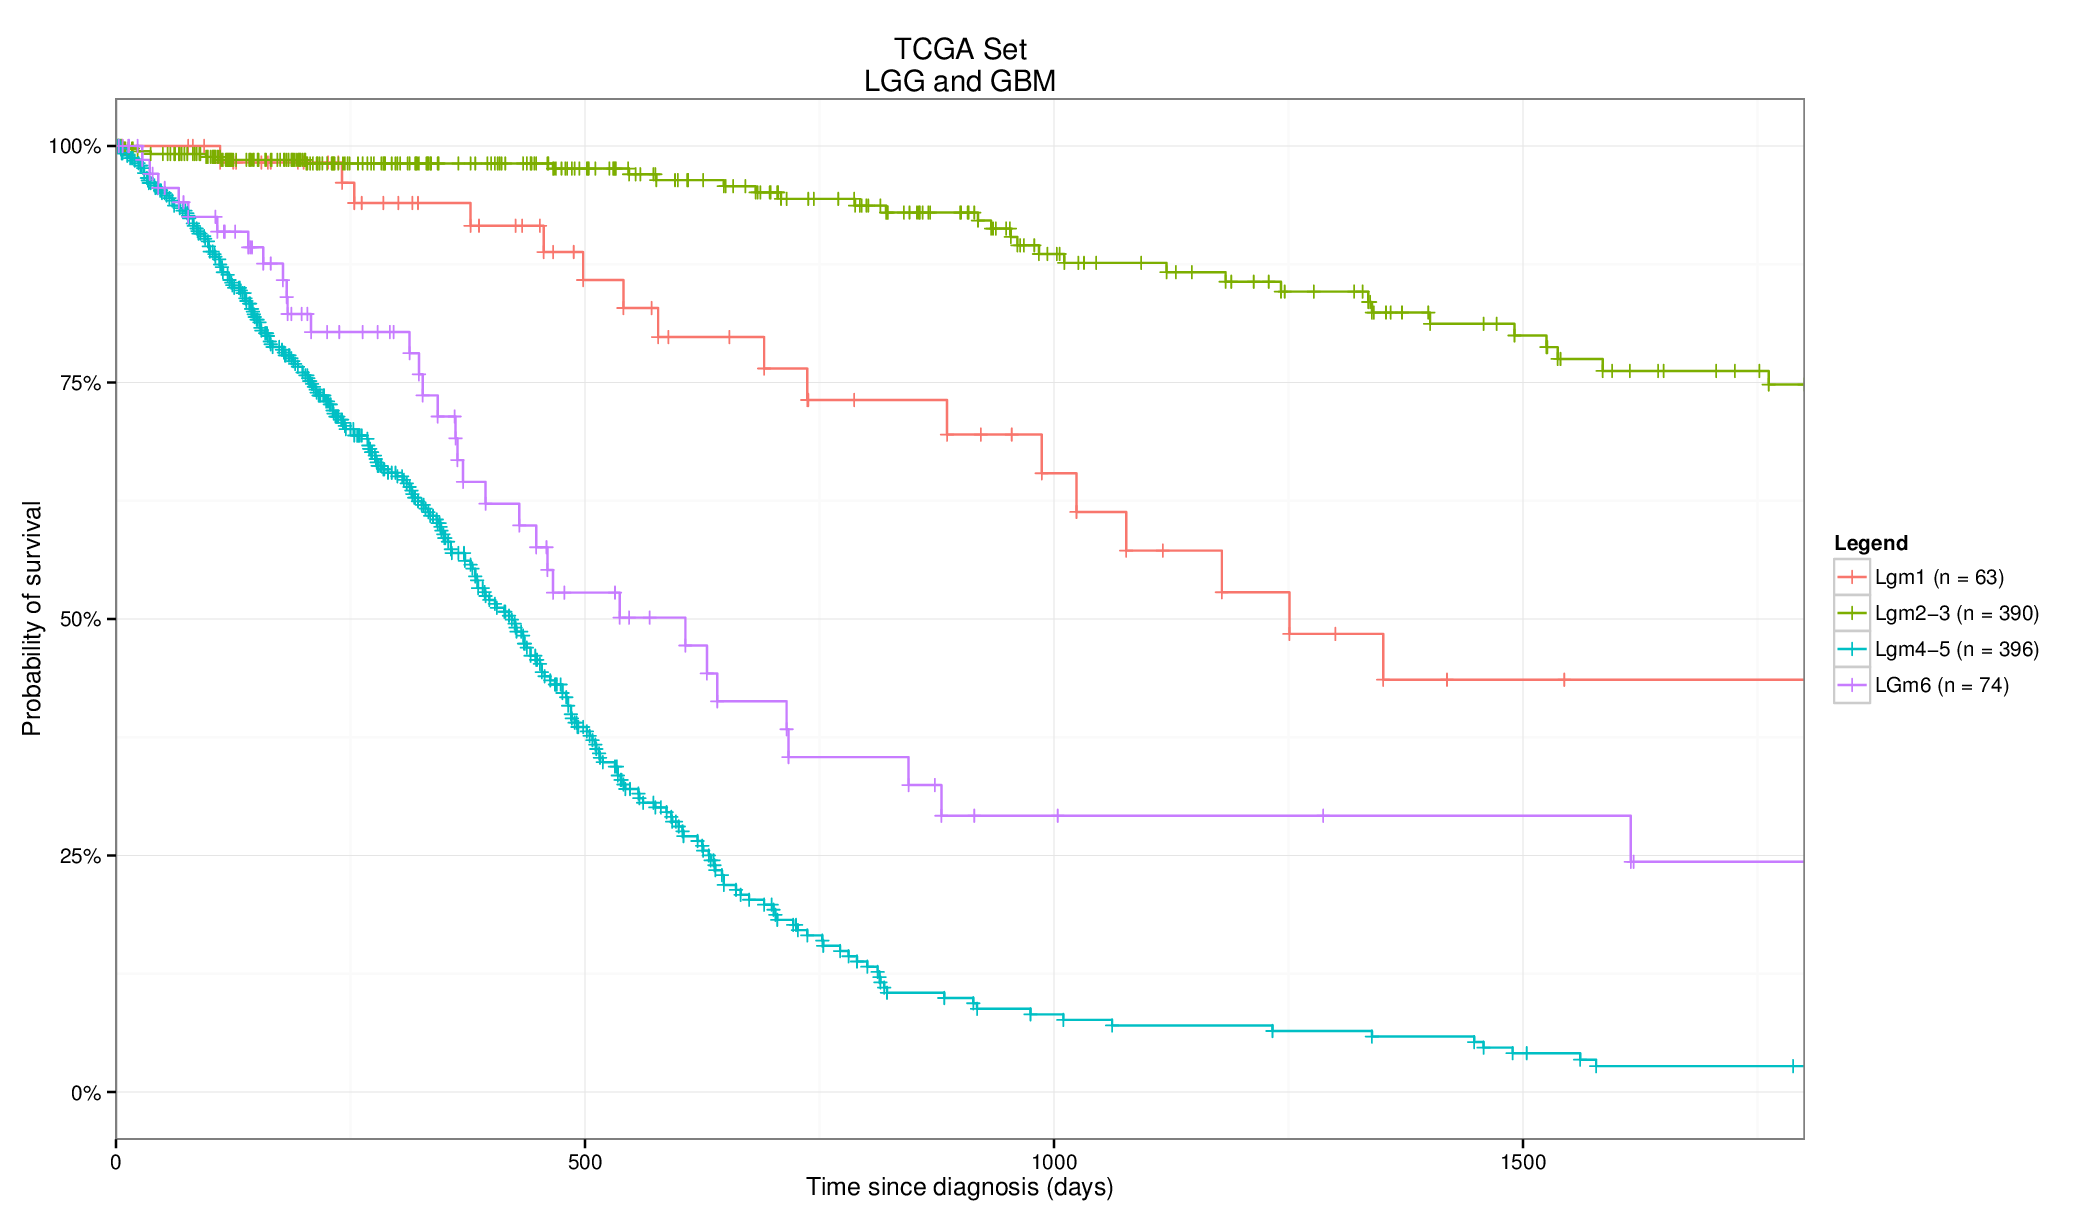 TCGA Set
LGG and GBM
100%
75%
50%
25%
0%
Probability of survival
0 500 1000 1500
Time since diagnosis (days)
Legend
Lgm1 (n = 63)
Lgm2−3 (n = 390)
Lgm4−5 (n = 396)
LGm6 (n = 74)